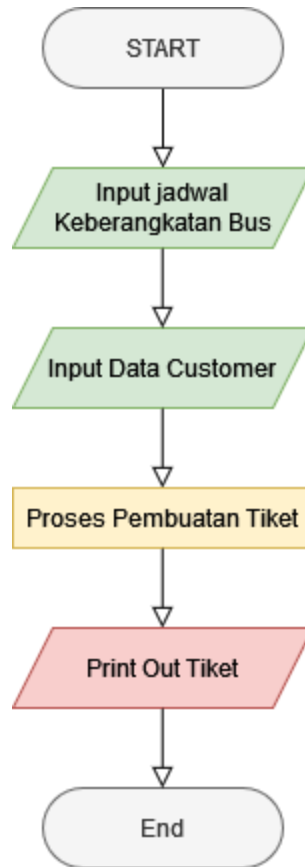 START
Input jadwal
Keberangkatan Bus
Input Data Customer
Proses Pembuatan Tiket
Print Out Tiket
End